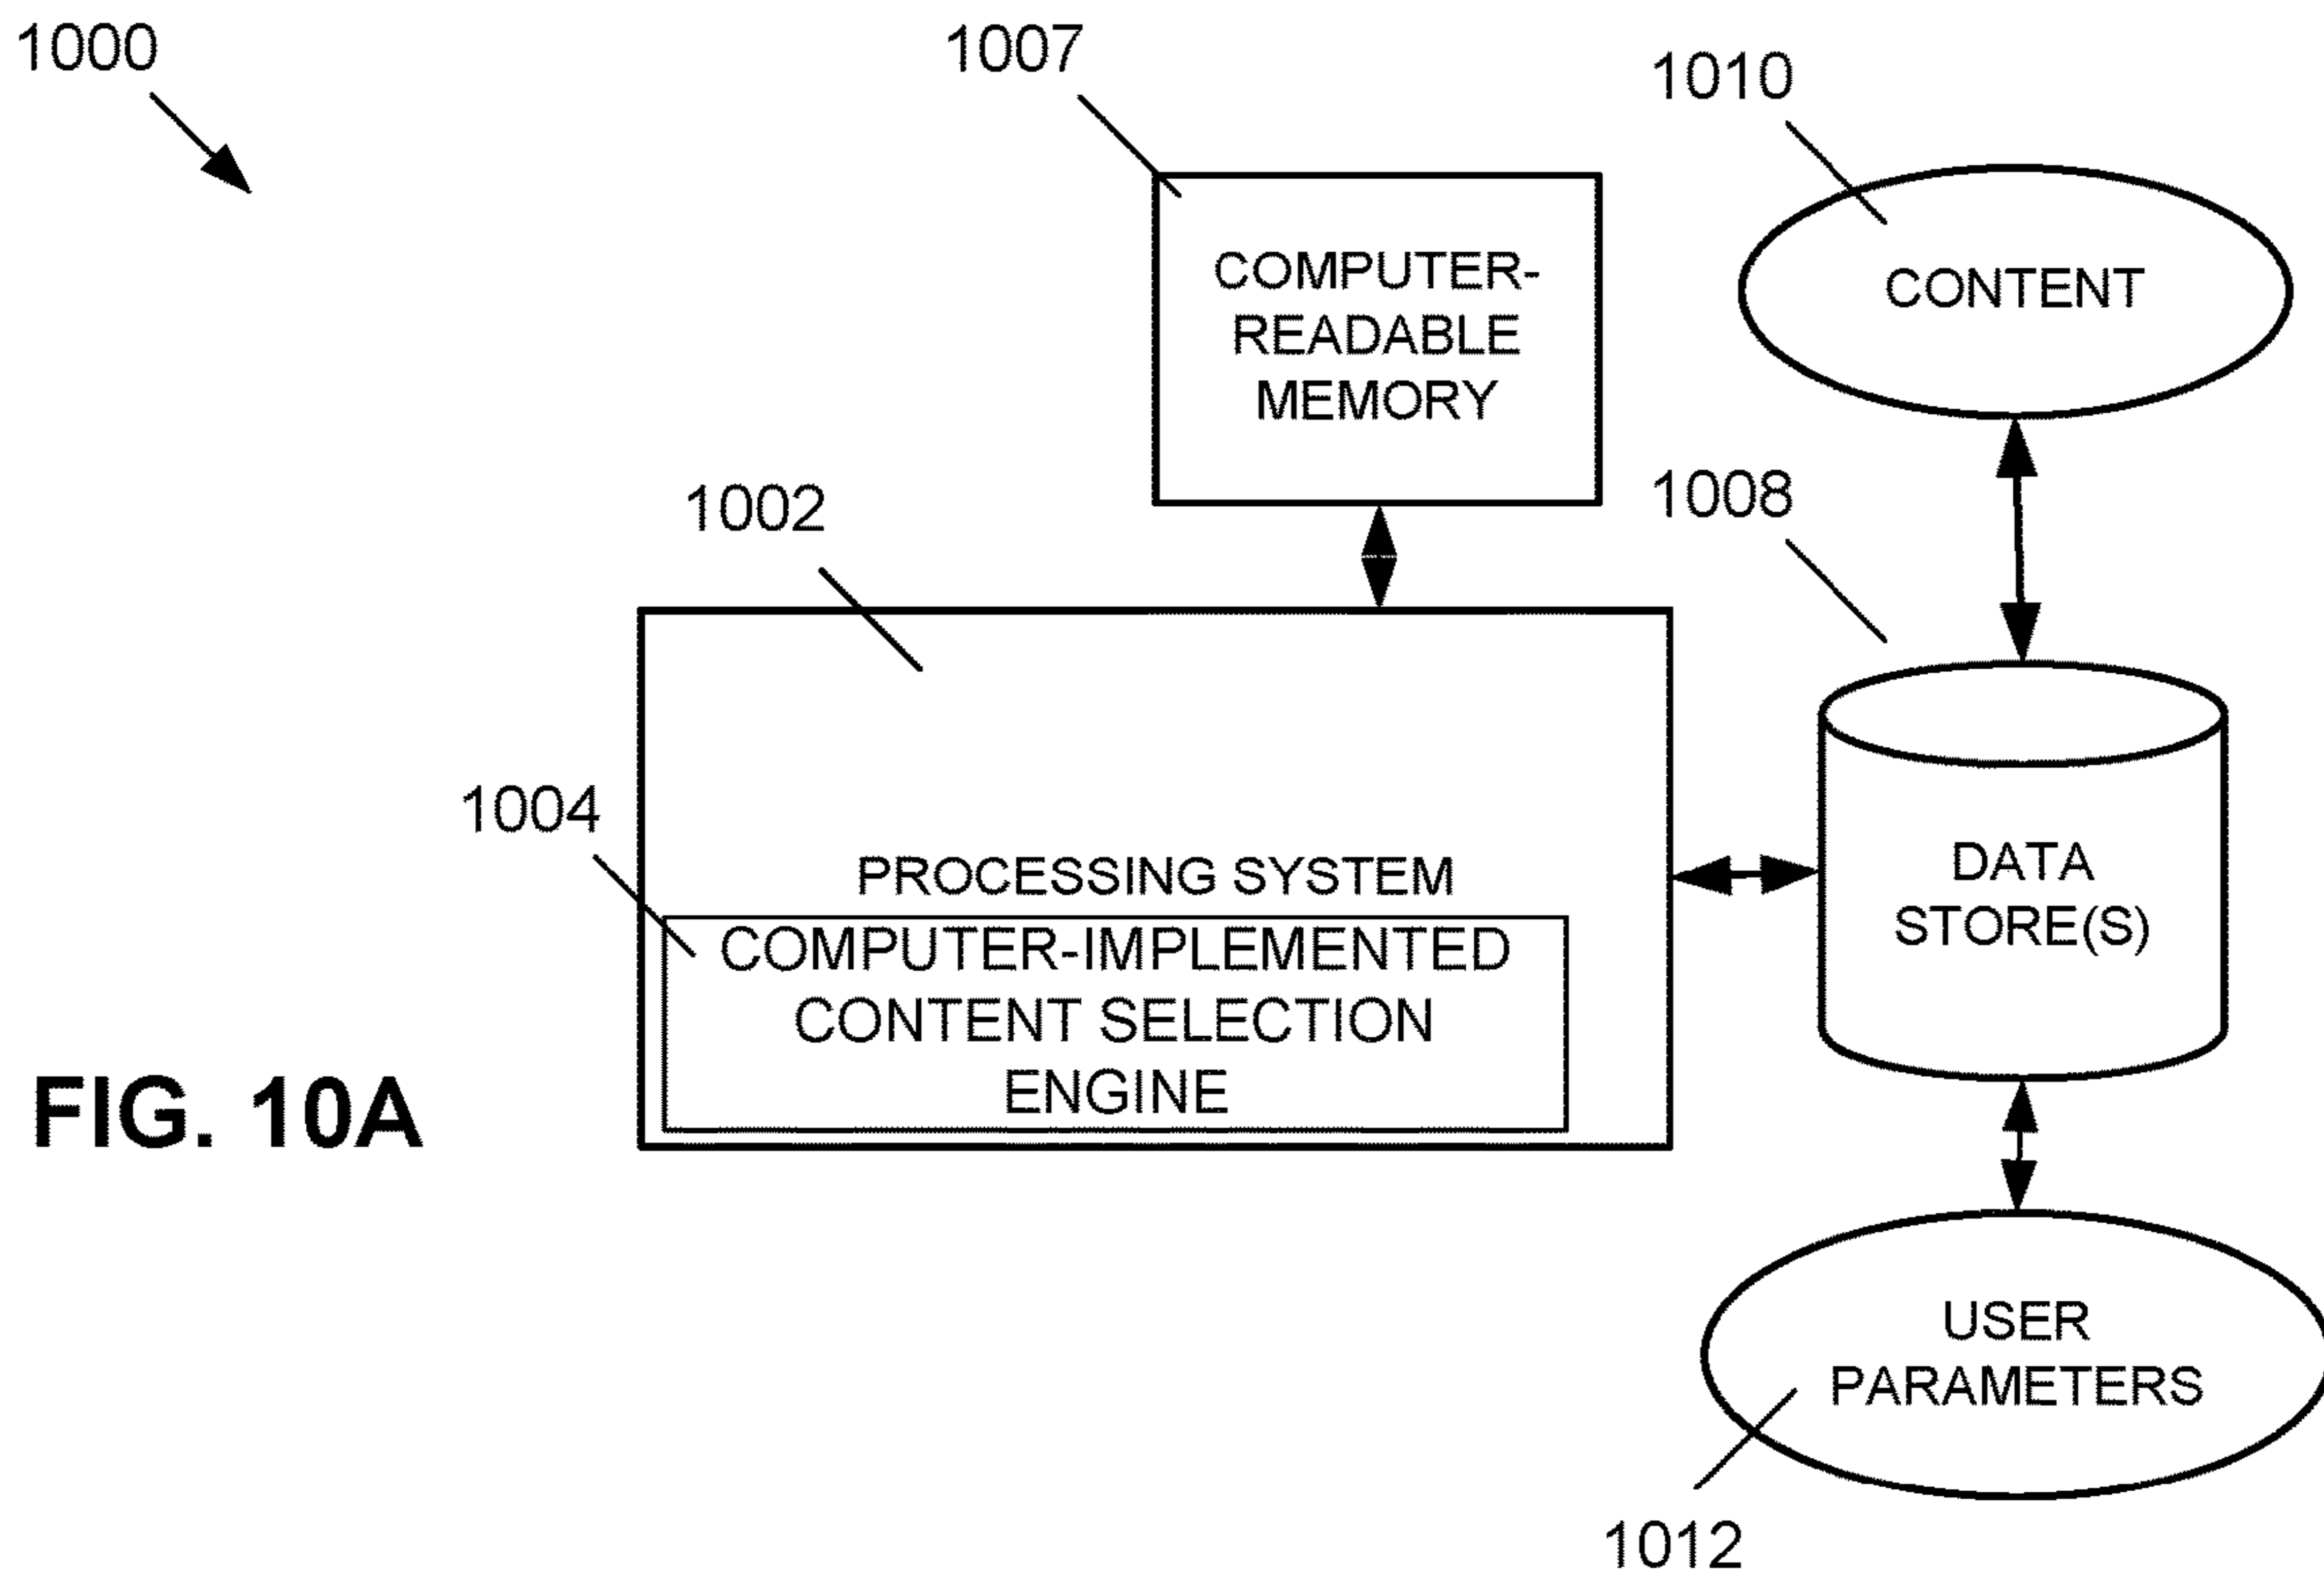 1000
1007
1010
COMPUTER-
READABLE
MEMORY
CONTENT
1002
1008
1004
PROCESSING SYSTEM
COMPUTER-IMPLEMENTED
CONTENT SELECTION
ENGINE
DATA
STORE(S)
FIG. 10A
USER
PARAMETERS
1012